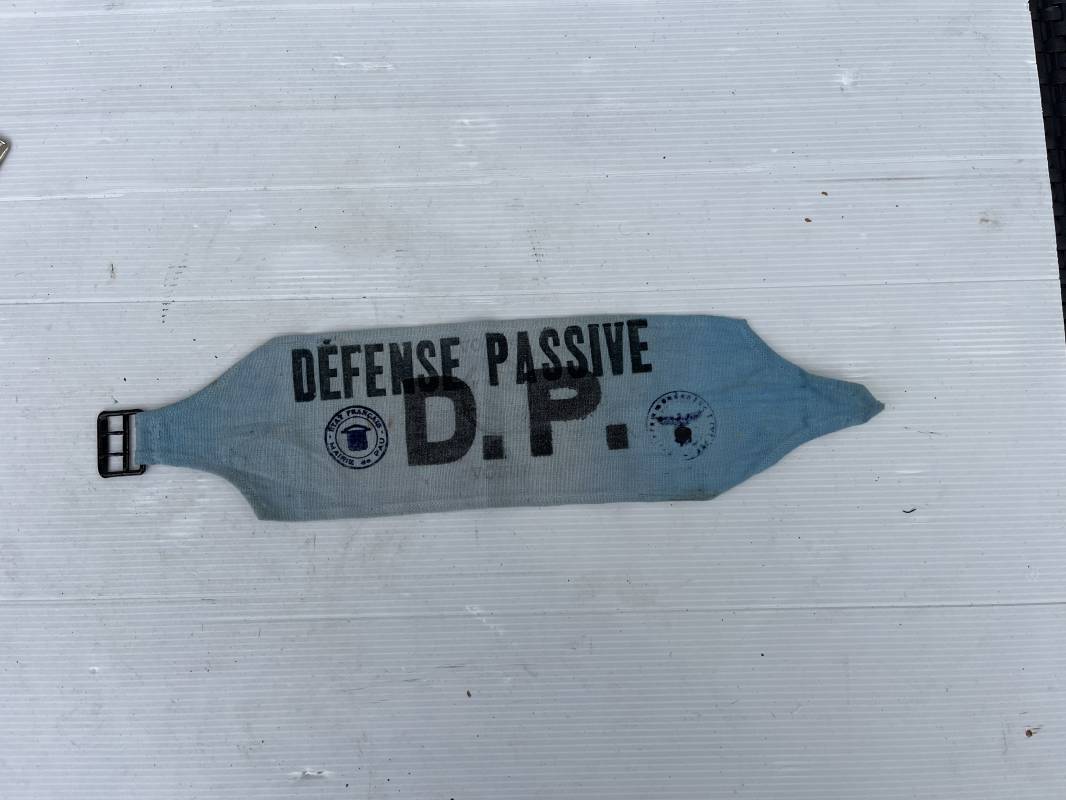 DÉFENSE PASSIVE
D.P.
ÉTAT FRANÇAIS
MAIRIE de PAU